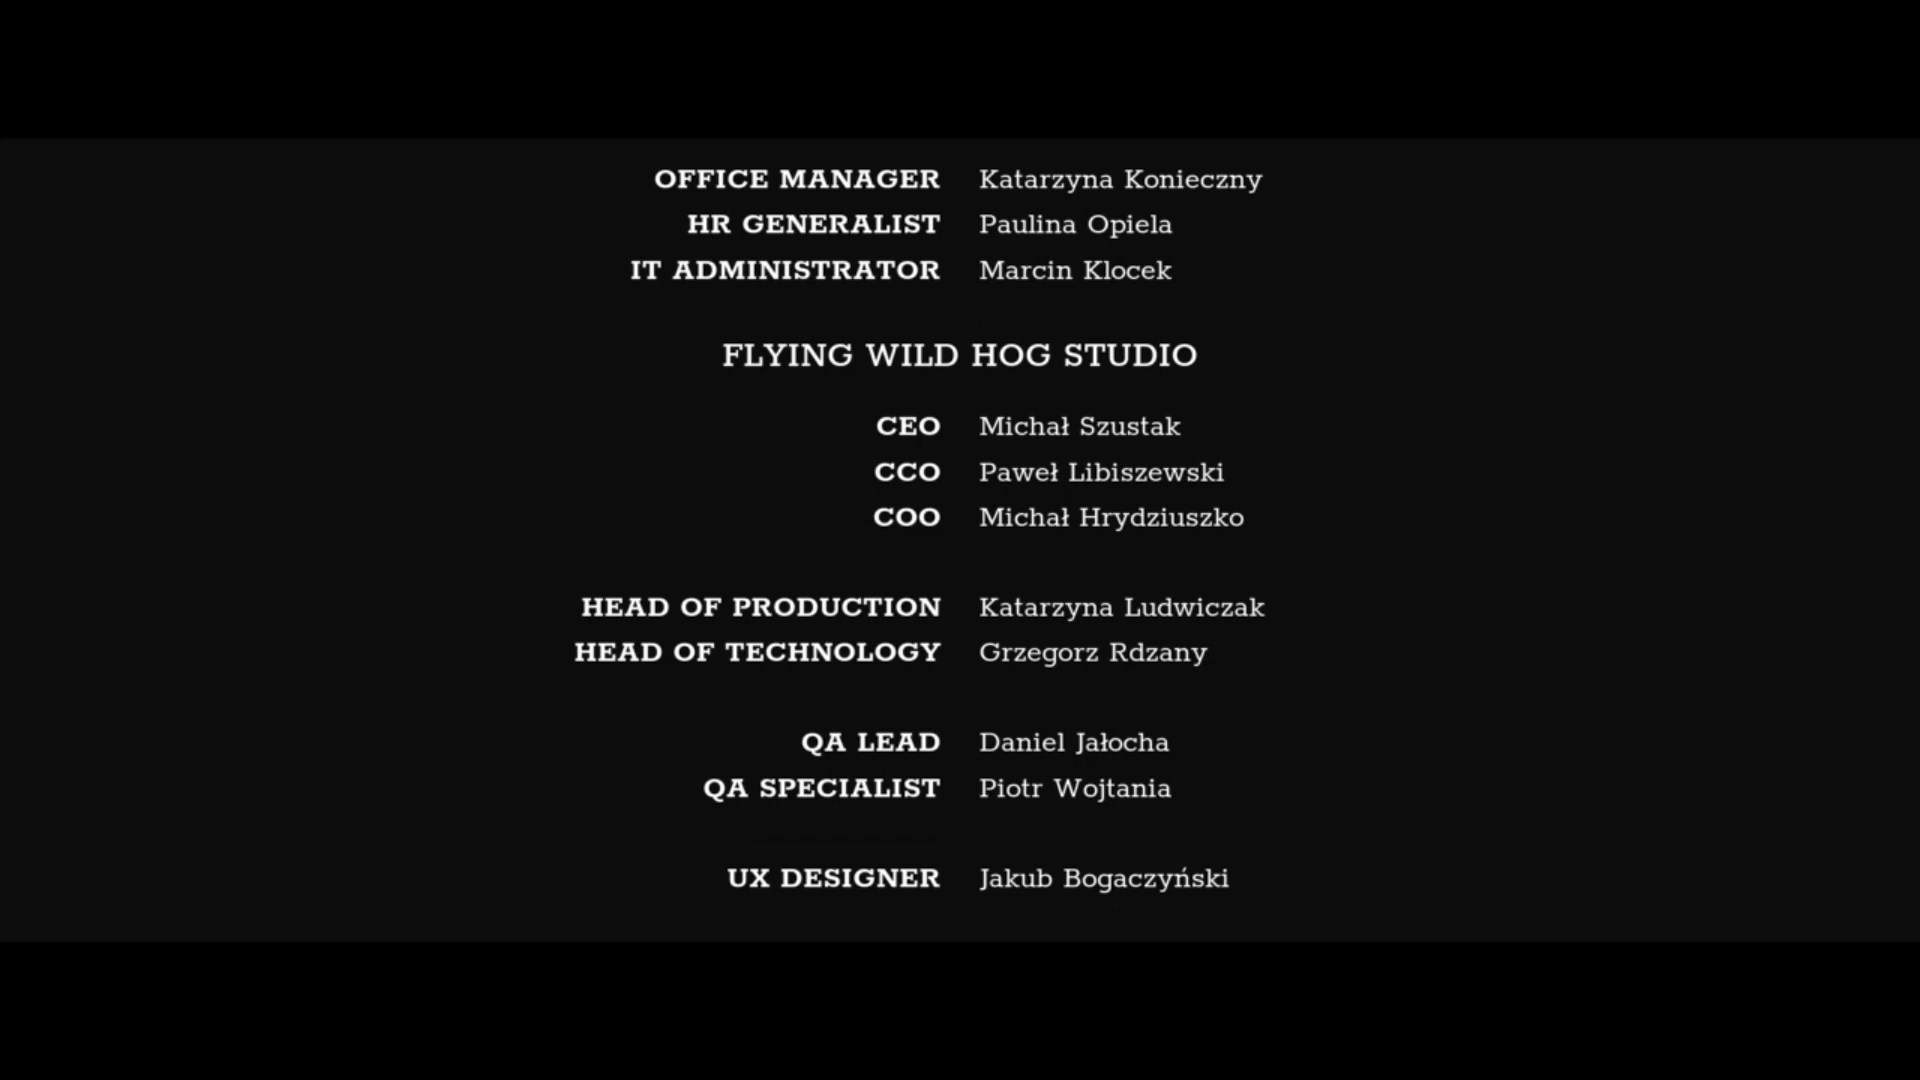 OFFICE MANAGER Katarzyna Konieczny
HR GENERALIST Paulina Opiela
IT ADMINISTRATOR Marcin Klocek
FLYING WILD HOG STUDIO
CEO Michał Szustak
CCO Paweł Libiszewski
COO Michał Hrydziuszko
HEAD OF PRODUCTION Katarzyna Ludwiczak
HEAD OF TECHNOLOGY Grzegorz Rdzany
QA LEAD Daniel Jałocha
QA SPECIALIST Piotr Wojtania
UX DESIGNER Jakub Bogaczyński